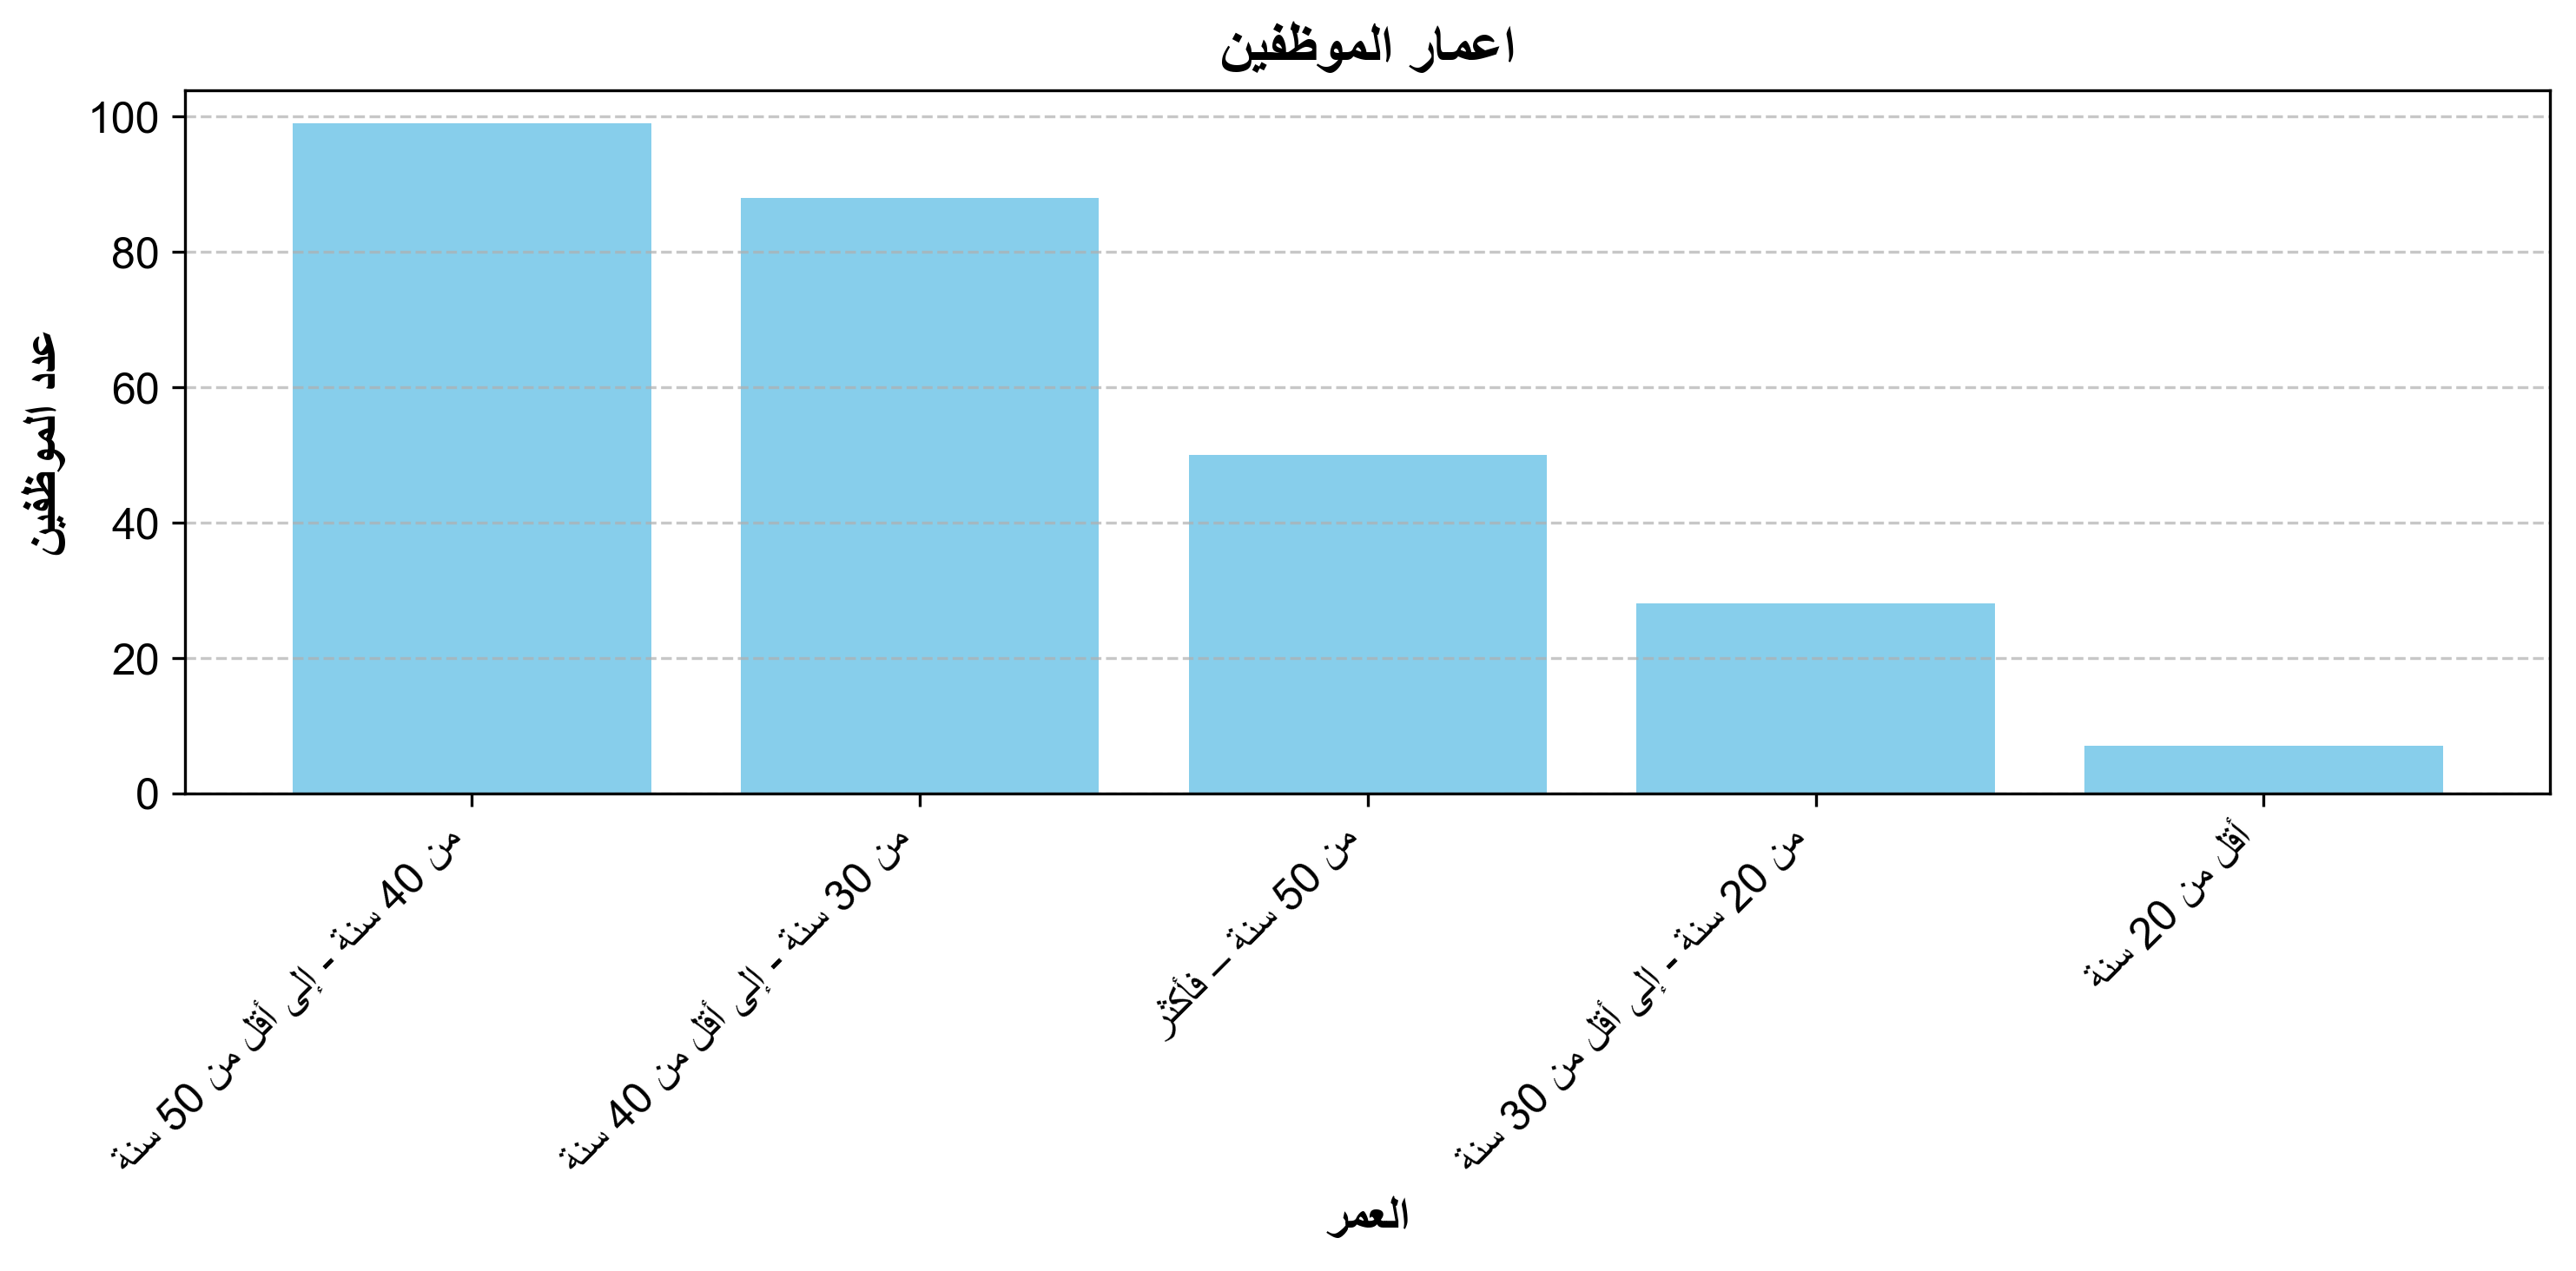 اعمار الموظفين
عدد الموظفين
100
80
60
40
20
0
من 40 سنة - إلى أقل من 50 سنة
من 30 سنة - إلى أقل من 40 سنة
من 50 سنة – فأكثر
من 20 سنة - إلى أقل من 30 سنة
أقل من 20 سنة
العمر